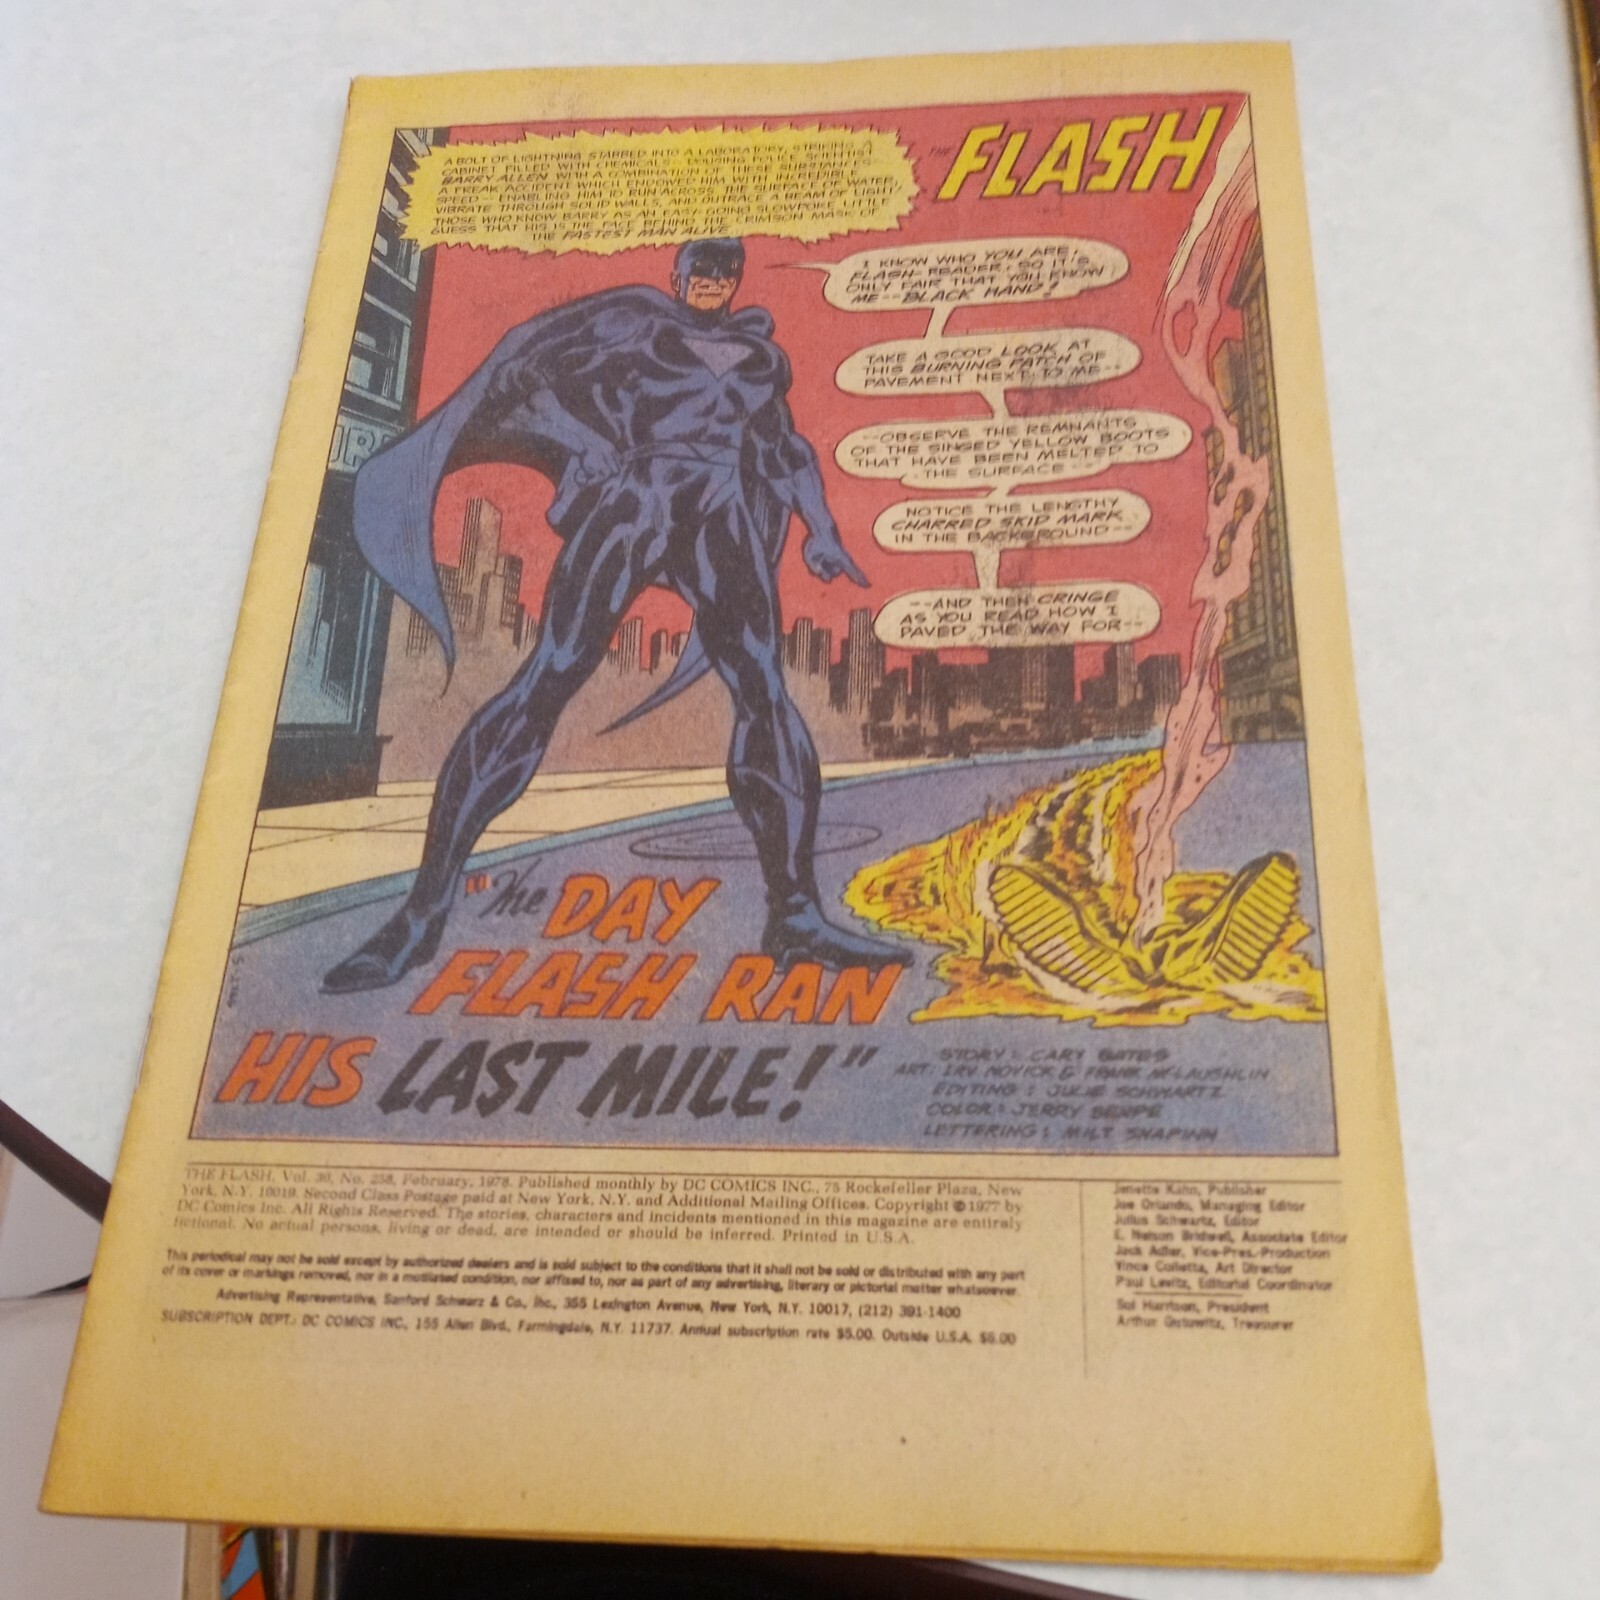 A BOLT OF LIGHTNING STABBED INTO A LABORATORY, STRIKING A
CABINET FILLED WITH CHEMICALS-- DOUSING POLICE SCIENTIST
BARRY ALLEN WITH A COMBINATION OF THESE SUBSTANCES--
A FREAK ACCIDENT WHICH ENDOWED HIM WITH INCREDIBLE
SPEED-- ENABLING HIM TO RUN ACROSS THE SURFACE OF WATER,
VIBRATE THROUGH SOLID WALLS, AND OUTRACE A BEAM OF LIGHT!
THOSE WHO KNOW BARRY AS AN EASY-GOING SLOWPOKE LITTLE
GUESS THAT HIS IS THE FACE BEHIND THE CRIMSON MASK OF
THE FASTEST MAN ALIVE
THE FLASH
I KNOW WHO YOU ARE,
FLASH-READER, SO IT'S
ONLY FAIR THAT YOU KNOW
ME--BLACK HAND!
TAKE A GOOD LOOK AT
THIS BURNING PATCH OF
PAVEMENT NEXT TO ME--
--OBSERVE THE REMNANTS
OF THE SINGED YELLOW BOOTS
THAT HAVE BEEN MELTED TO
THE SURFACE--
NOTICE THE LENGTHY
CHARRED SKID MARK
IN THE BACKGROUND--
--AND THEN CRINGE
AS YOU READ HOW I
PAVED THE WAY FOR--
"The DAY
FLASH RAN
HIS LAST MILE!"
STORY: CARY BATES
ART: IRV NOVICK & FRANK McLAUGHLIN
EDITING: JULIE SCHWARTZ
COLOR: JERRY SERPE
LETTERING: MILT SNAPINN
THE FLASH, Vol. 30, No. 258, February, 1978. Published monthly by DC COMICS INC., 75 Rockefeller Plaza, New
York, N.Y. 10019. Second Class Postage paid at New York, N.Y. and Additional Mailing Offices. Copyright © 1977 by
DC Comics Inc. All Rights Reserved. The stories, characters and incidents mentioned in this magazine are entirely
fictional. No actual persons, living or dead, are intended or should be inferred. Printed in U.S.A.
This periodical may not be sold except by authorized dealers and is sold subject to the conditions that it shall not be sold or distributed with any part
of its cover or markings removed, nor in a mutilated condition, nor affixed to, nor as part of any advertising, literary or pictorial matter whatsoever.
Advertising Representative, Sanford Schwarz & Co., Inc., 355 Lexington Avenue, New York, N.Y. 10017, (212) 391-1400
SUBSCRIPTION DEPT.: DC COMICS INC., 155 Allen Blvd., Farmingdale, N.Y. 11737. Annual subscription rate $5.00. Outside U.S.A. $6.00
Jenette Kahn, Publisher
Joe Orlando, Managing Editor
Julius Schwartz, Editor
E. Nelson Bridwell, Associate Editor
Jack Adler, Vice-Pres.-Production
Vince Colletta, Art Director
Paul Levitz, Editorial Coordinator
Sol Harrison, President
Arthur Gutowitz, Treasurer